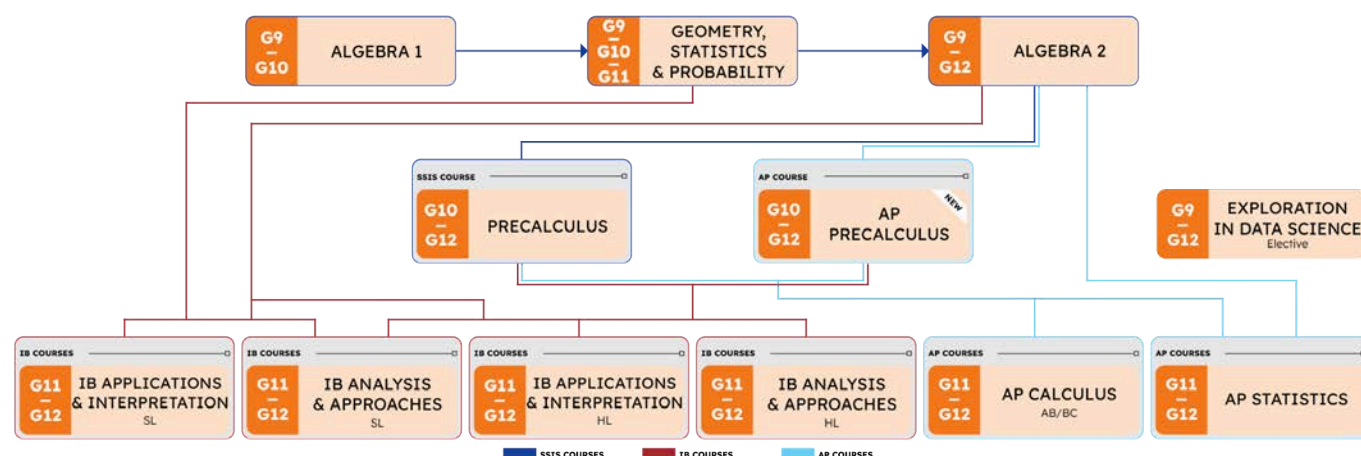 G9
—
G10
ALGEBRA 1
G9
—
G10
—
G11
GEOMETRY,
STATISTICS
& PROBABILITY
G9
—
G12
ALGEBRA 2
SSIS COURSE
G10
—
G12
PRECALCULUS
AP COURSE
G10
—
G12
AP
PRECALCULUS
NEW
G9
—
G12
EXPLORATION
IN DATA SCIENCE
Elective
IB COURSES
G11
—
G12
IB APPLICATIONS
& INTERPRETATION
SL
IB COURSES
G11
—
G12
IB ANALYSIS
& APPROACHES
SL
IB COURSES
G11
—
G12
IB APPLICATIONS
& INTERPRETATION
HL
IB COURSES
G11
—
G12
IB ANALYSIS
& APPROACHES
HL
AP COURSES
G11
—
G12
AP CALCULUS
AB/BC
AP COURSES
G11
—
G12
AP STATISTICS
SSIS COURSES
IB COURSES
AP COURSES